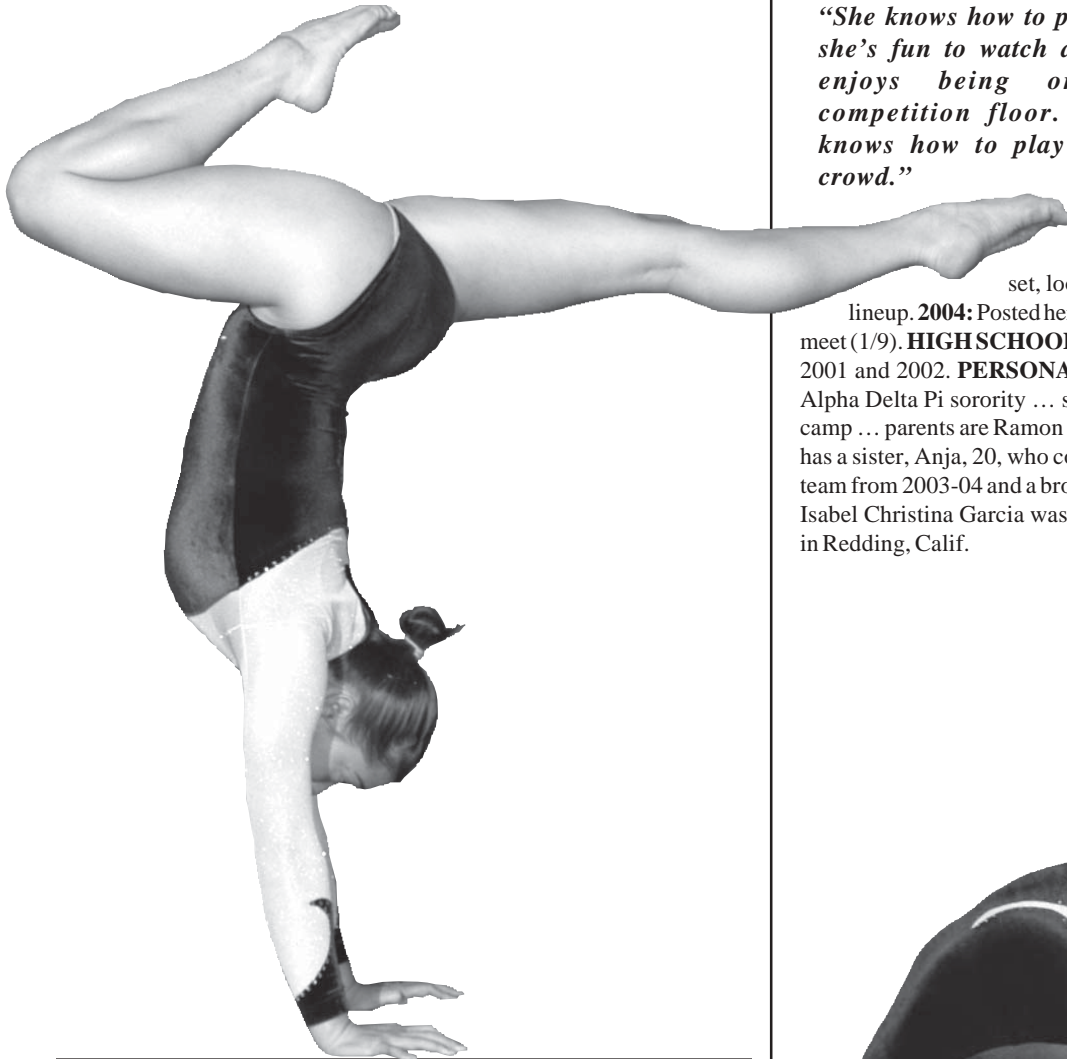 “She knows how to p
she's fun to watch
enjoys being
competition floor.
knows how to play
crowd.”
set,
lineup. 2004: Posted her
meet (1/9). HIGH SCHOOL
2001 and 2002. PERSONA
Alpha Delta Pi sorority … s
camp … parents are Ramon
has a sister, Anja, 20, who co
team from 2003-04 and a bro
Isabel Christina Garcia was
in Redding, Calif.